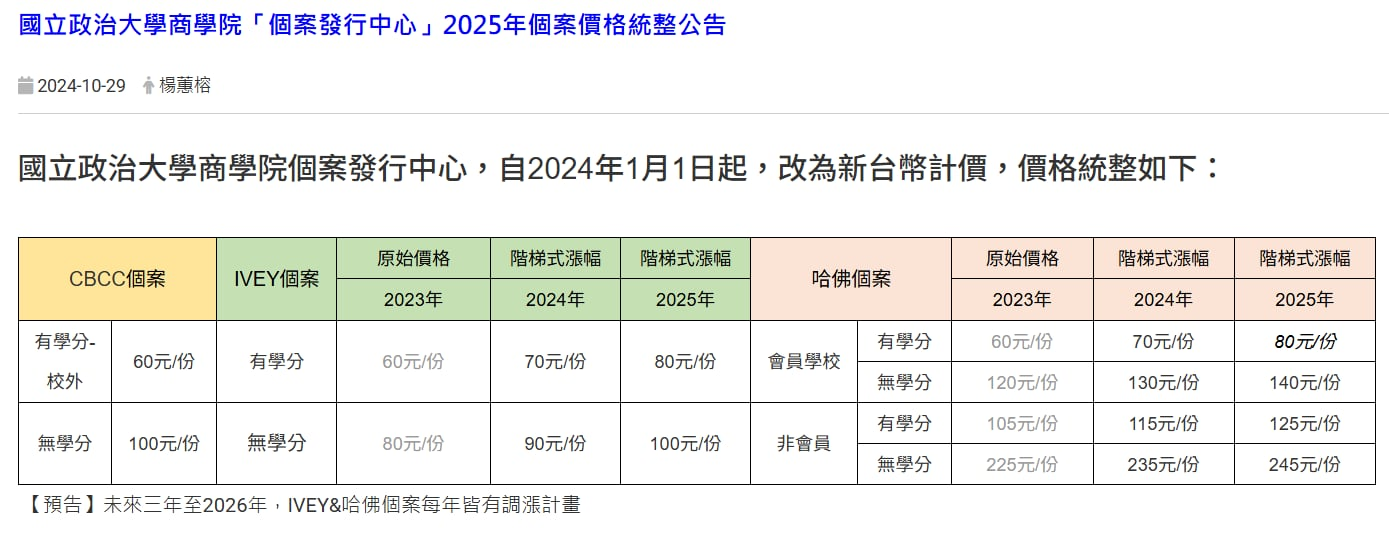 國立政治大學商學院「個案發行中心」2025年個案價格統整公告
2024-10-29 楊蕙榕
國立政治大學商學院個案發行中心，自2024年1月1日起，改為新台幣計價，價格統整如下：
CBCC個案 IVEY個案 原始價格 階梯式漲幅 階梯式漲幅 哈佛個案 原始價格 階梯式漲幅 階梯式漲幅
2023年 2024年 2025年 2023年 2024年 2025年
有學分-
校外 60元/份 有學分 60元/份 70元/份 80元/份 會員學校 有學分 60元/份 70元/份 80元/份
無學分 120元/份 130元/份 140元/份
無學分 100元/份 無學分 80元/份 90元/份 100元/份 非會員 有學分 105元/份 115元/份 125元/份
無學分 225元/份 235元/份 245元/份
【預告】未來三年至2026年，IVEY&哈佛個案每年皆有調漲計畫